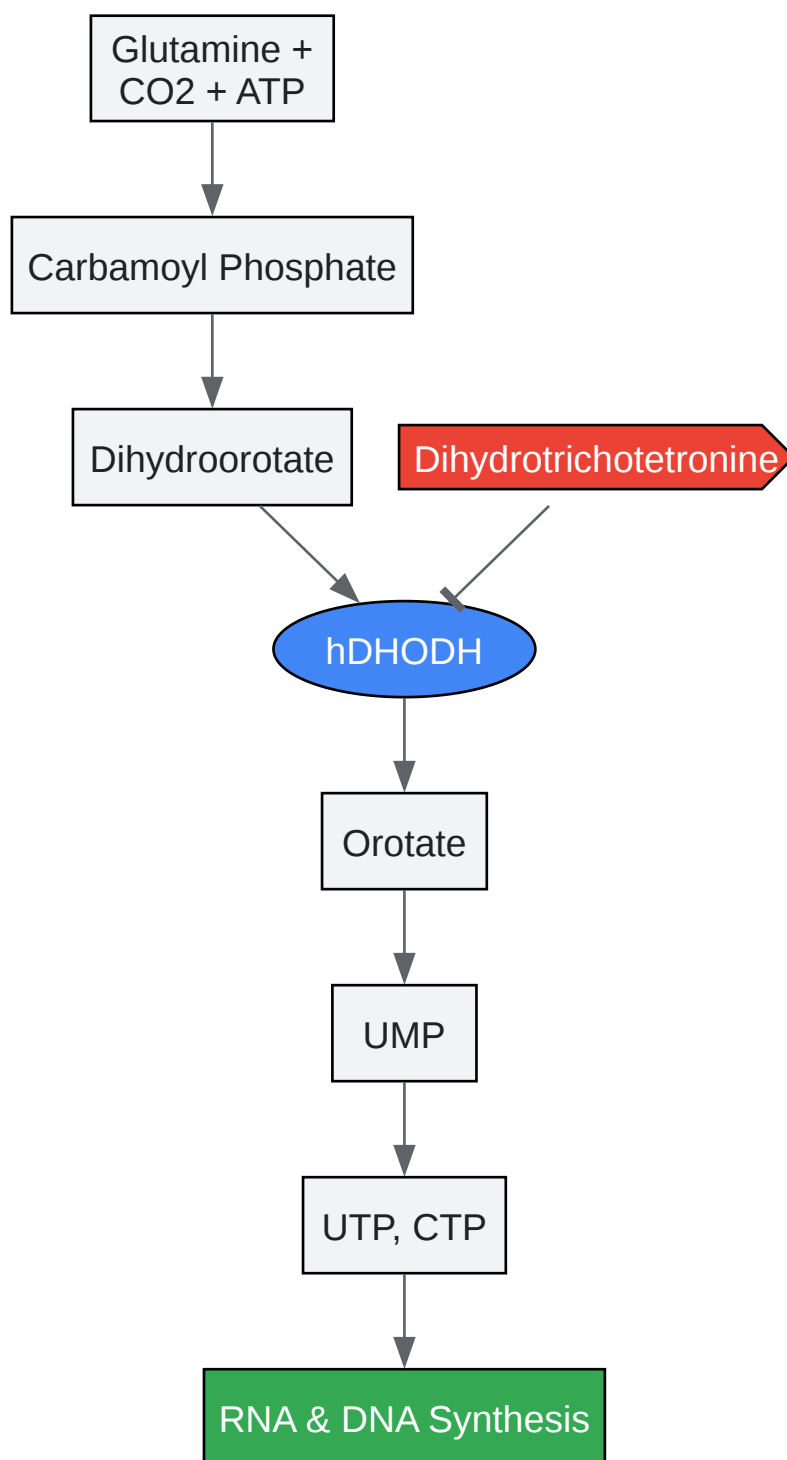 Glutamine +
CO2 + ATP
Carbamoyl Phosphate
Dihydroorotate
Dihydrotrichotetronine
hDHODH
Orotate
UMP
UTP, CTP
RNA & DNA Synthesis